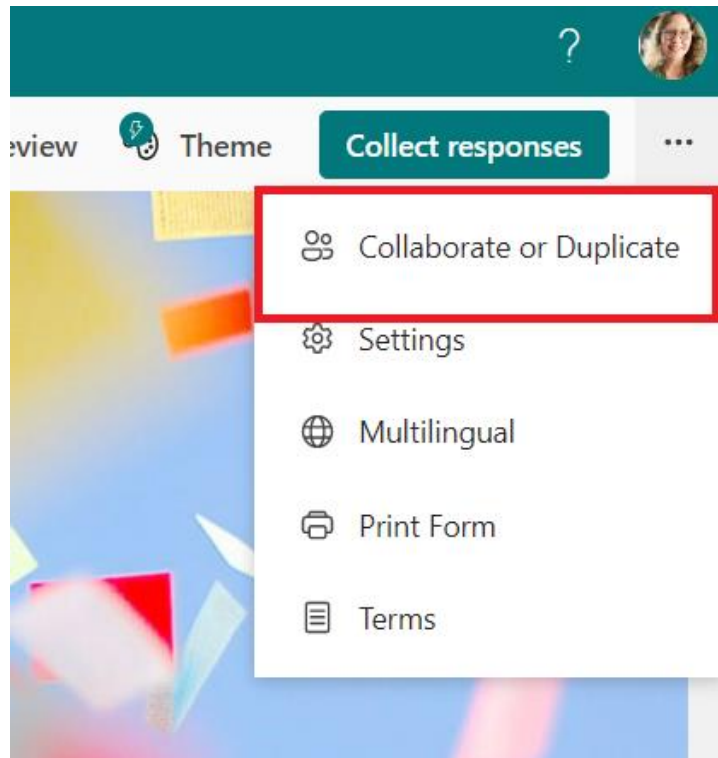 ?
eview Theme Collect responses ...
Collaborate or Duplicate
Settings
Multilingual
Print Form
Terms